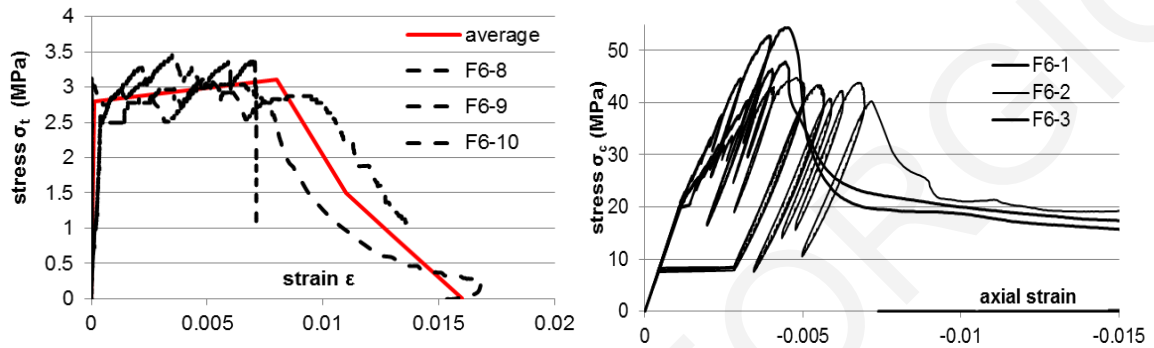 4
3.5
3
2.5
2
1.5
1
0.5
0
stress σt (MPa)
average
F6-8
F6-9
F6-10
strain ε
0
0.005
0.01
0.015
0.02
50
40
30
20
10
0
stress σc (MPa)
F6-1
F6-2
F6-3
axial strain
0
-0.005
-0.01
-0.015
ORGIO